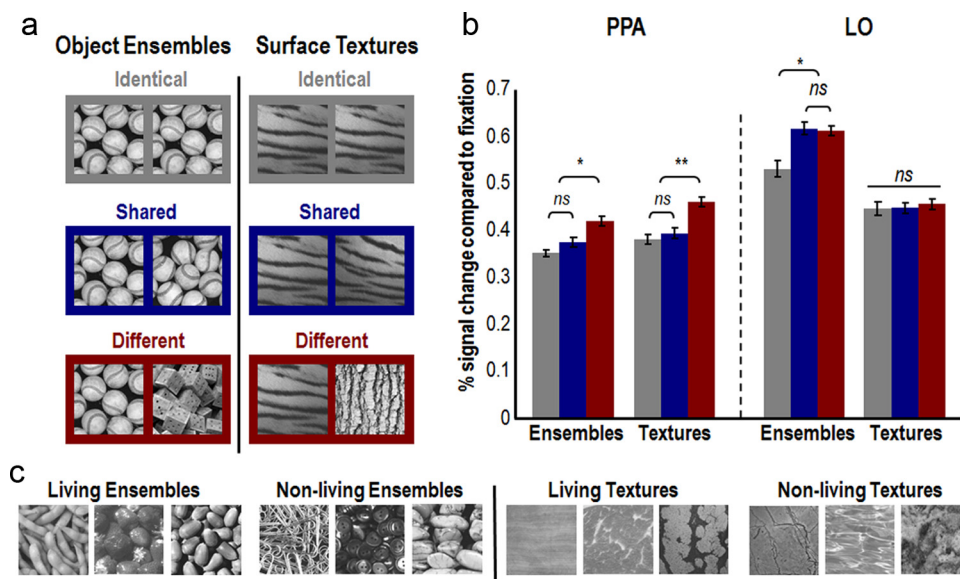 a
Object Ensembles
Surface Textures
Identical
Identical
Shared
Shared
Different
Different
b
PPA
LO
% signal change compared to fixation
0.7
0.6
0.5
0.4
0.3
0.2
0.1
0
*
ns
**
ns
*
ns
ns
Ensembles
Textures
Ensembles
Textures
c
Living Ensembles
Non-living Ensembles
Living Textures
Non-living Textures